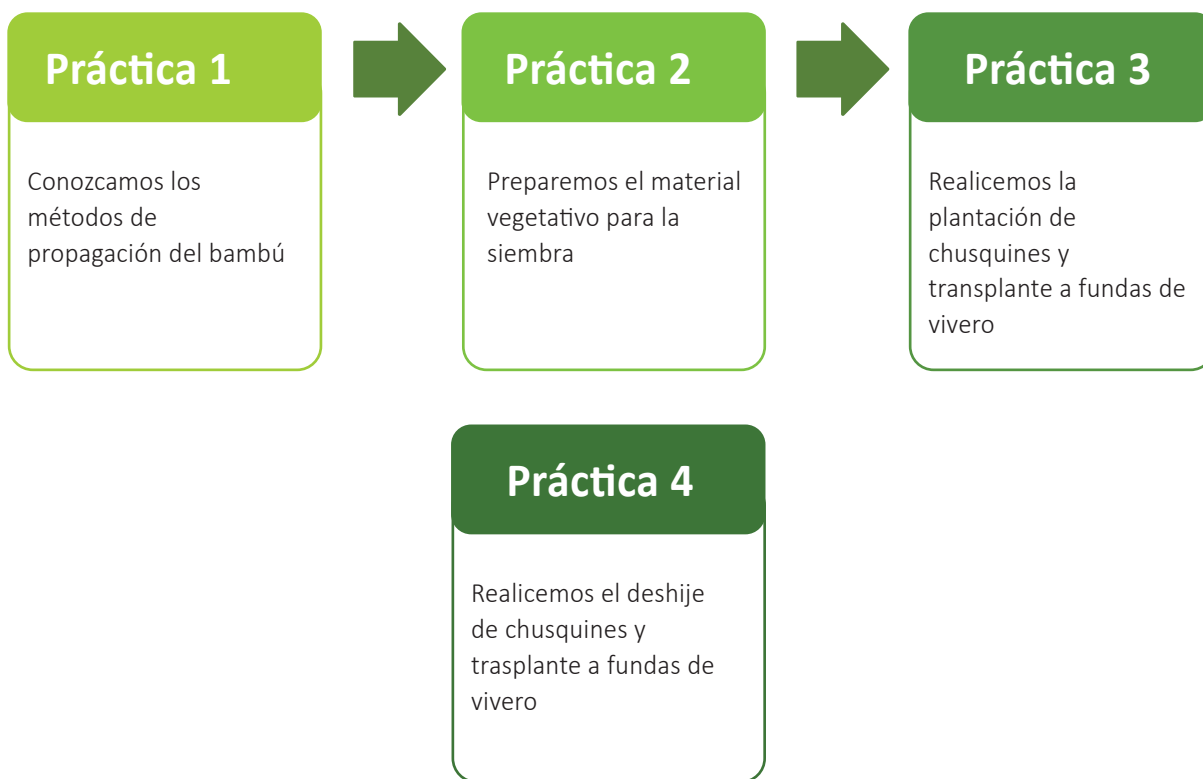 Práctica 1
Conozcamos los
métodos de
propagación del bambú
Práctica 2
Preparemos el material
vegetativo para la
siembra
Práctica 3
Realicemos la
plantación de
chusquines y
transplante a fundas de
vivero
Práctica 4
Realicemos el deshije
de chusquines y
trasplante a fundas de
vivero